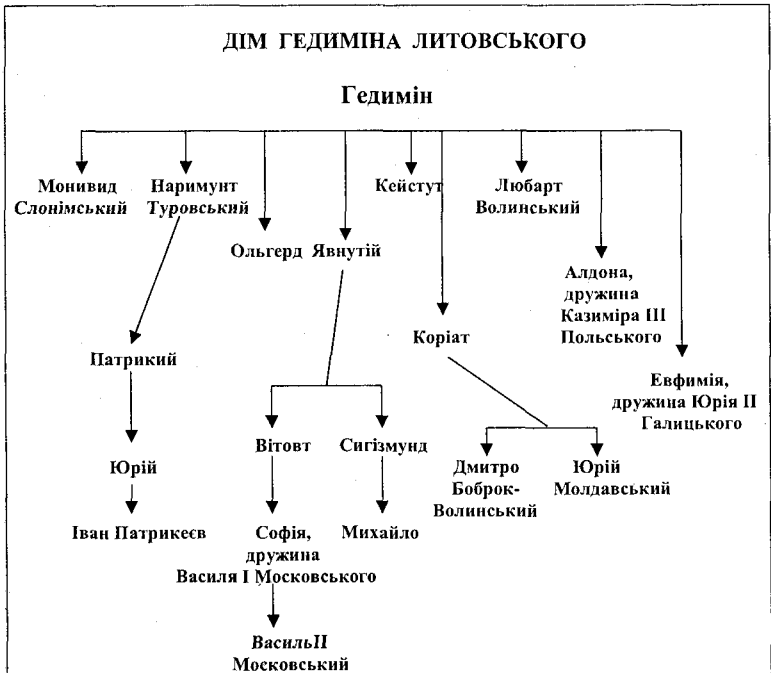 ДІМ ГЕДИМІНА ЛИТОВСЬКОГО
Гедимін
Монивид
Слонімський
Наримунт
Туровський
Кейстут
Любарт
Волинський
Ольгерд
Явнутій
Алдона,
дружина
Казиміра III
Польського
Коріат
Патрикий
Евфимія,
дружина Юрія II
Галицького
Вітовт
Сигізмунд
Юрій
Дмитро
Боброк-
Волинський
Юрій
Молдавський
Іван Патрикеєв
Софія,
дружина
Василя I Московського
Михайло
ВасильII
Московський